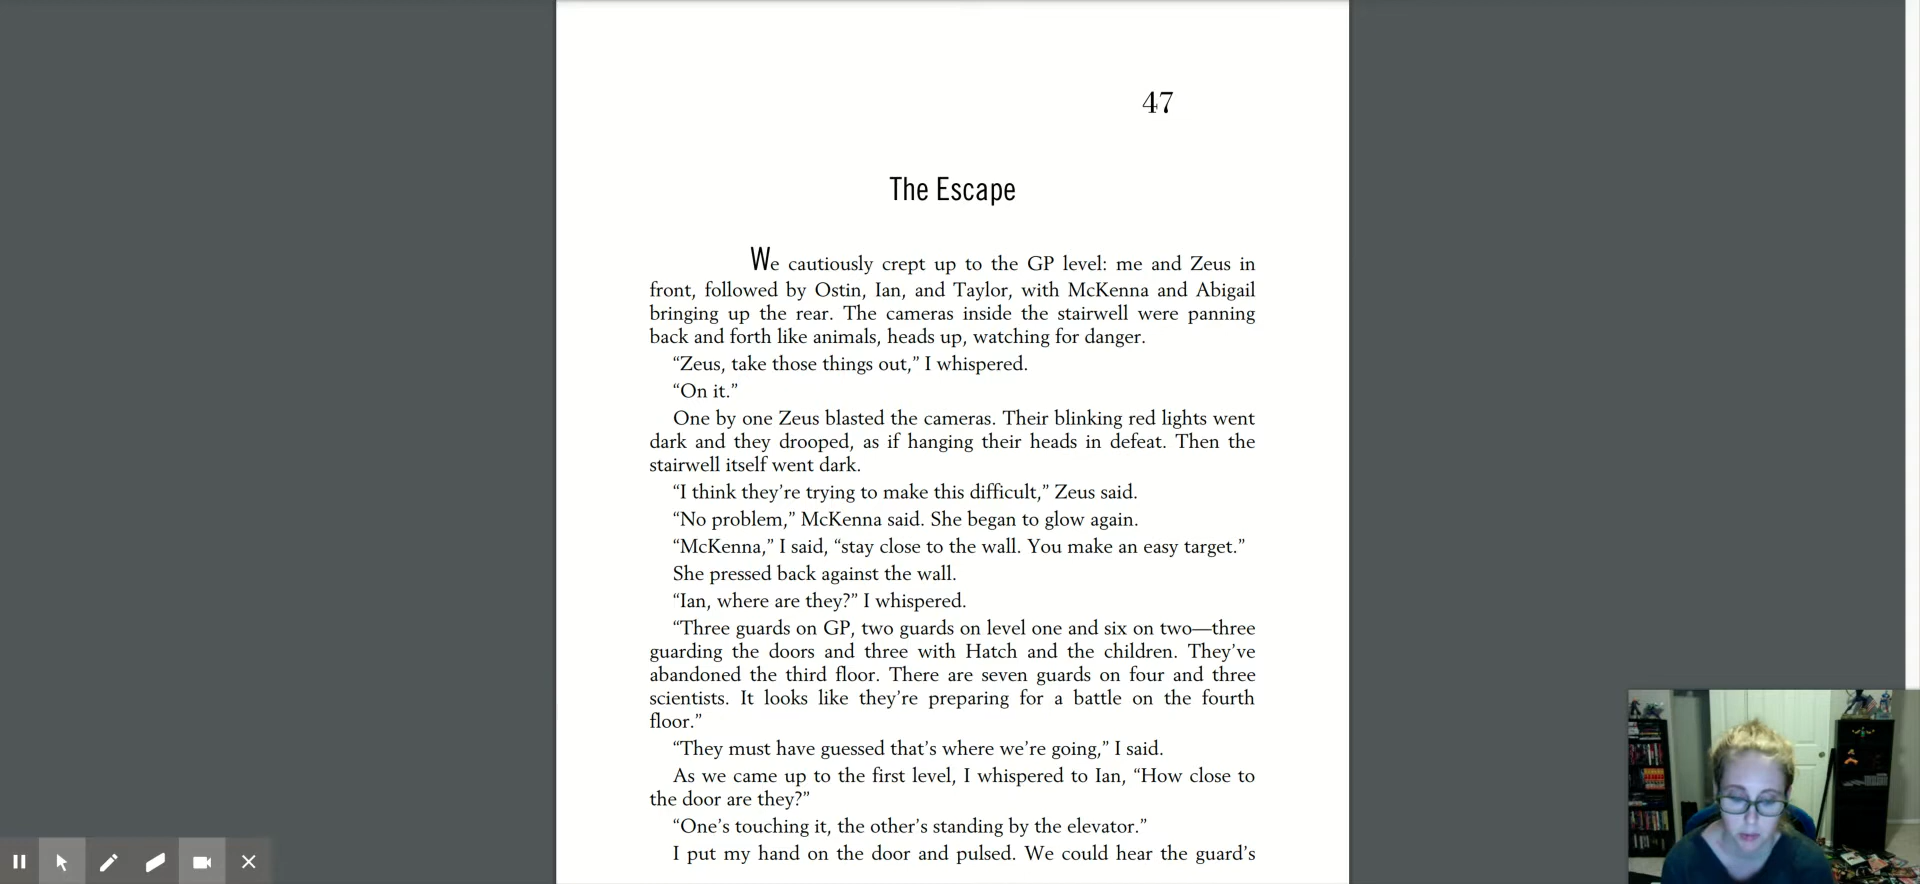 47
The Escape
We cautiously crept up to the GP level: me and Zeus in
front, followed by Ostin, Ian, and Taylor, with McKenna and Abigail
bringing up the rear. The cameras inside the stairwell were panning
back and forth like animals, heads up, watching for danger.
“Zeus, take those things out,” I whispered.
“On it.”
One by one Zeus blasted the cameras. Their blinking red lights went
dark and they drooped, as if hanging their heads in defeat. Then the
stairwell itself went dark.
“I think they’re trying to make this difficult,” Zeus said.
“No problem,” McKenna said. She began to glow again.
“McKenna,” I said, “stay close to the wall. You make an easy target.”
She pressed back against the wall.
“Ian, where are they?” I whispered.
“Three guards on GP, two guards on level one and six on two—three
guarding the doors and three with Hatch and the children. They’ve
abandoned the third floor. There are seven guards on four and three
scientists. It looks like they’re preparing for a battle on the fourth
floor.”
“They must have guessed that’s where we’re going,” I said.
As we came up to the first level, I whispered to Ian, “How close to
the door are they?”
“One’s touching it, the other’s standing by the elevator.”
I put my hand on the door and pulsed. We could hear the guard’s